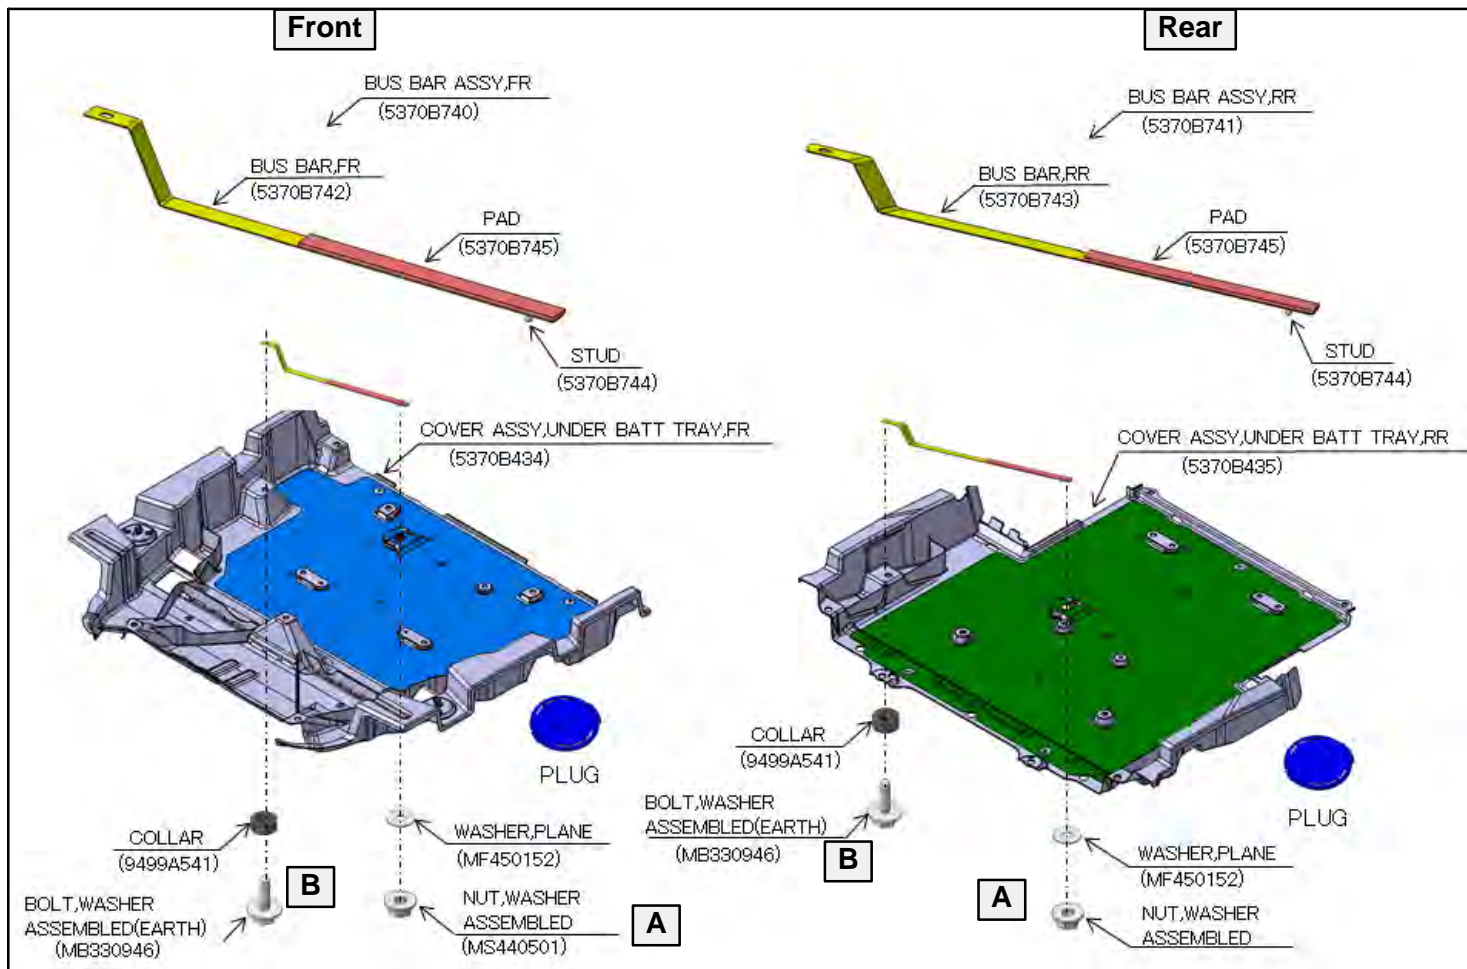 Front
BUS BAR ASSY,FR
(5370B740)
BUS BAR,FR
(5370B742)
PAD
(5370B745)
STUD
(5370B744)
COVER ASSY,UNDER BATT TRAY,FR
(5370B434)
PLUG
COLLAR
(9499A541)
B
BOLT,WASHER
ASSEMBLED(EARTH)
(MB330946)
WASHER,PLANE
(MF450152)
NUT,WASHER
ASSEMBLED
(MS440501)
A
Rear
BUS BAR ASSY,RR
(5370B741)
BUS BAR,RR
(5370B743)
PAD
(5370B745)
STUD
(5370B744)
COVER ASSY,UNDER BATT TRAY,RR
(5370B435)
COLLAR
(9499A541)
BOLT,WASHER
ASSEMBLED(EARTH)
(MB330946)
B
PLUG
WASHER,PLANE
(MF450152)
A
NUT,WASHER
ASSEMBLED